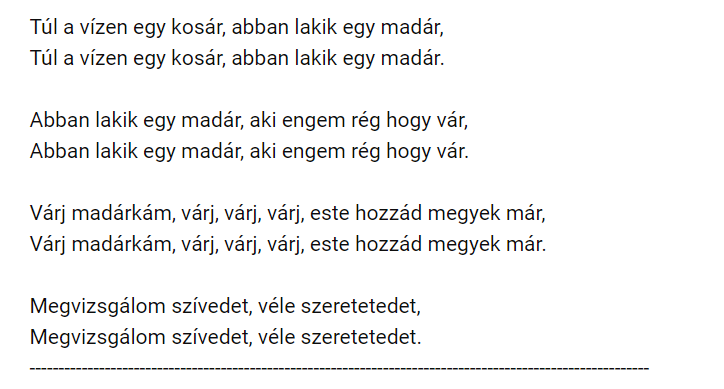 Túl a vízen egy kosár, abban lakik egy madár,
Túl a vízen egy kosár, abban lakik egy madár.
Abban lakik egy madár, aki engem rég hogy vár,
Abban lakik egy madár, aki engem rég hogy vár.
Várj madárkám, várj, várj, várj, este hozzád megyek már,
Várj madárkám, várj, várj, várj, este hozzád megyek már.
Megvizsgálom szívedet, véle szeretetedet,
Megvizsgálom szívedet, véle szeretetedet.